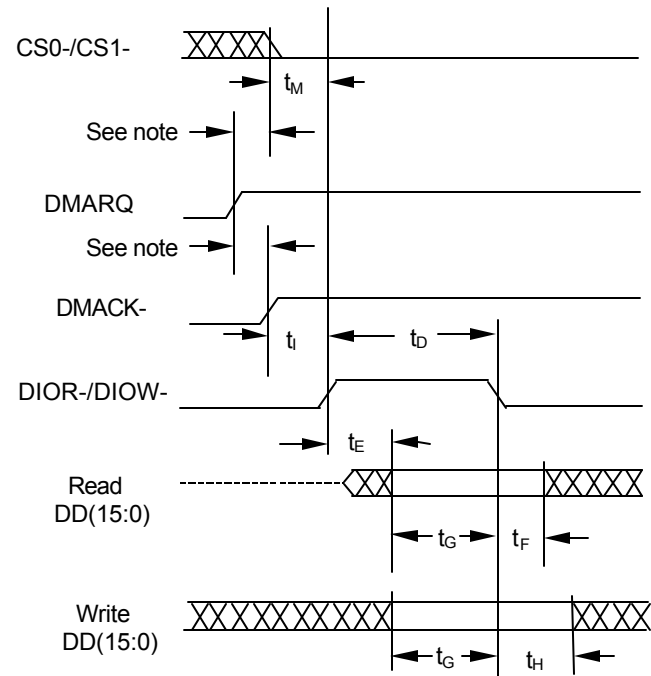 CS0-/CS1-
tM
See note
DMARQ
See note
DMACK-
tI
tD
DIOR-/DIOW-
tE
Read
DD(15:0)
tG
tF
Write
DD(15:0)
tG
tH